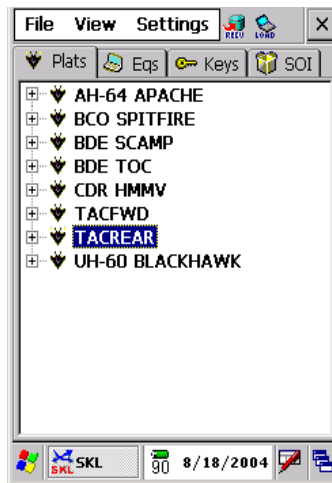 File View Settings RECV LOAD X
Plats Eqs Keys SOI
AH-64 APACHE
BCO SPITFIRE
BDE SCAMP
BDE TOC
CDR HMMV
TACFWD
TACREAR
UH-60 BLACKHAWK
SKL SKL 90 8/18/2004